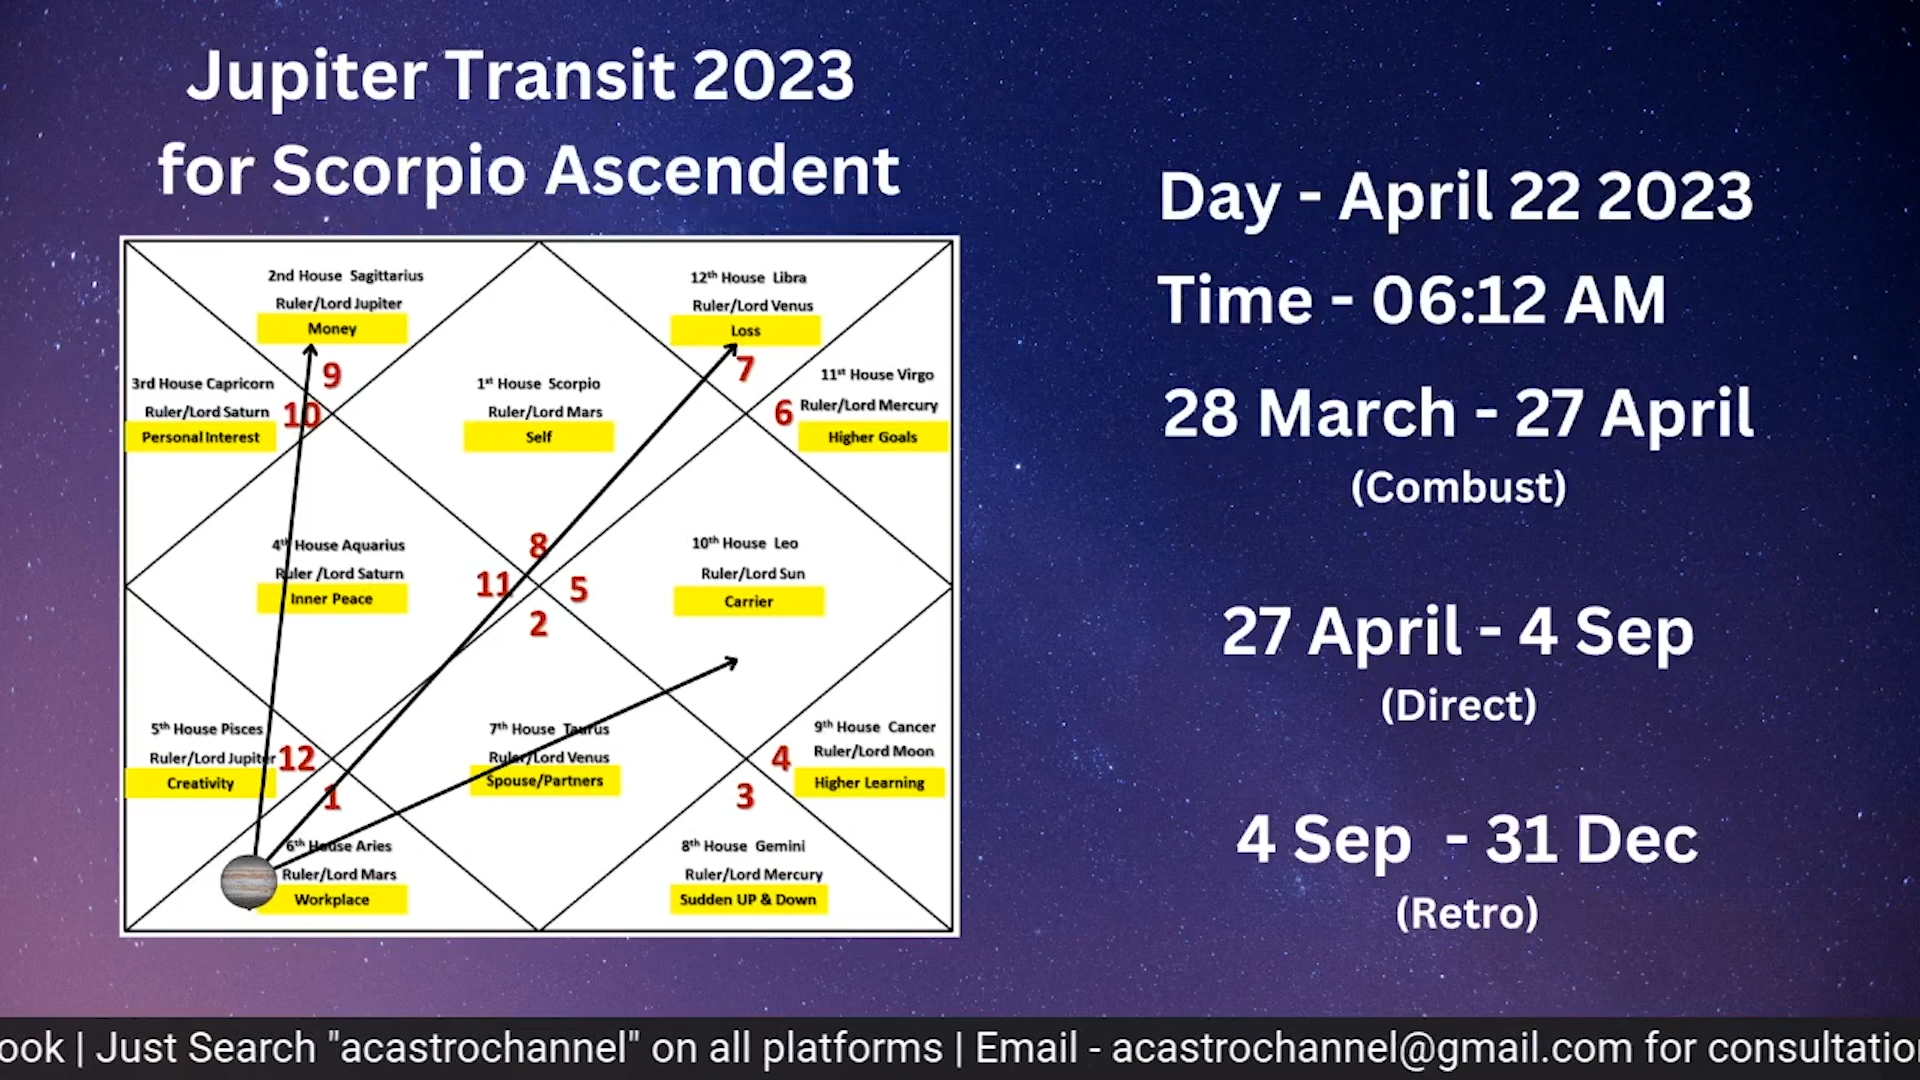 Jupiter Transit 2023
for Scorpio Ascendent
2nd House Sagittarius
Ruler/Lord Jupiter
Money
9
12th House Libra
Ruler/Lord Venus
Loss
7
3rd House Capricorn
Ruler/Lord Saturn
10
Personal Interest
1st House Scorpio
Ruler/Lord Mars
Self
11st House Virgo
6 Ruler/Lord Mercury
Higher Goals
4th House Aquarius
Ruler /Lord Saturn
Inner Peace
8
11
5
2
10th House Leo
Ruler/Lord Sun
Carrier
5th House Pisces
Ruler/Lord Jupiter
12
Creativity
1
7th House Taurus
Ruler/Lord Venus
Spouse/Partners
9th House Cancer
4 Ruler/Lord Moon
Higher Learning
3
6th House Aries
Ruler/Lord Mars
Workplace
8th House Gemini
Ruler/Lord Mercury
Sudden UP & Down
Day - April 22 2023
Time - 06:12 AM
28 March - 27 April
(Combust)
27 April - 4 Sep
(Direct)
4 Sep - 31 Dec
(Retro)
ook | Just Search "acastrochannel" on all platforms | Email - acastrochannel@gmail.com for consultatio